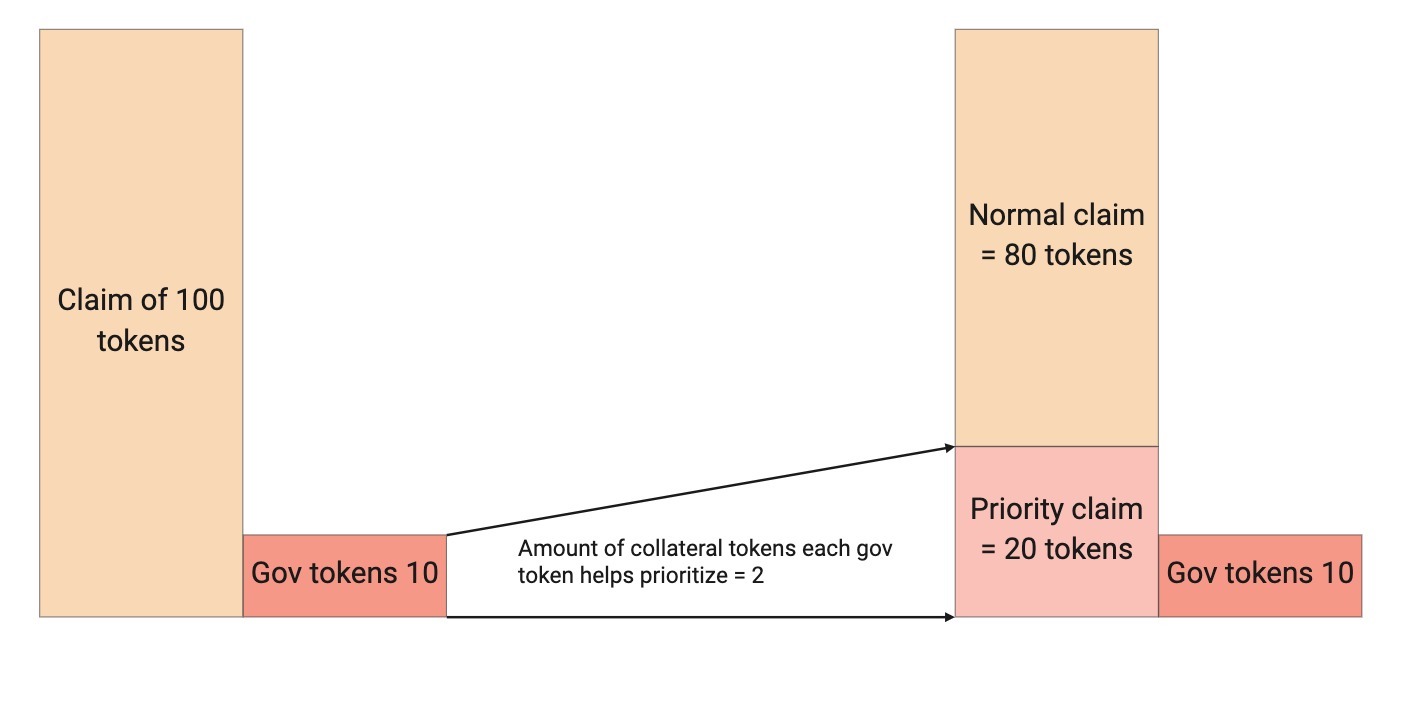 Claim of 100
tokens
Gov tokens 10
Amount of collateral tokens each gov
token helps prioritize = 2
Normal claim
= 80 tokens
Priority claim
= 20 tokens
Gov tokens 10